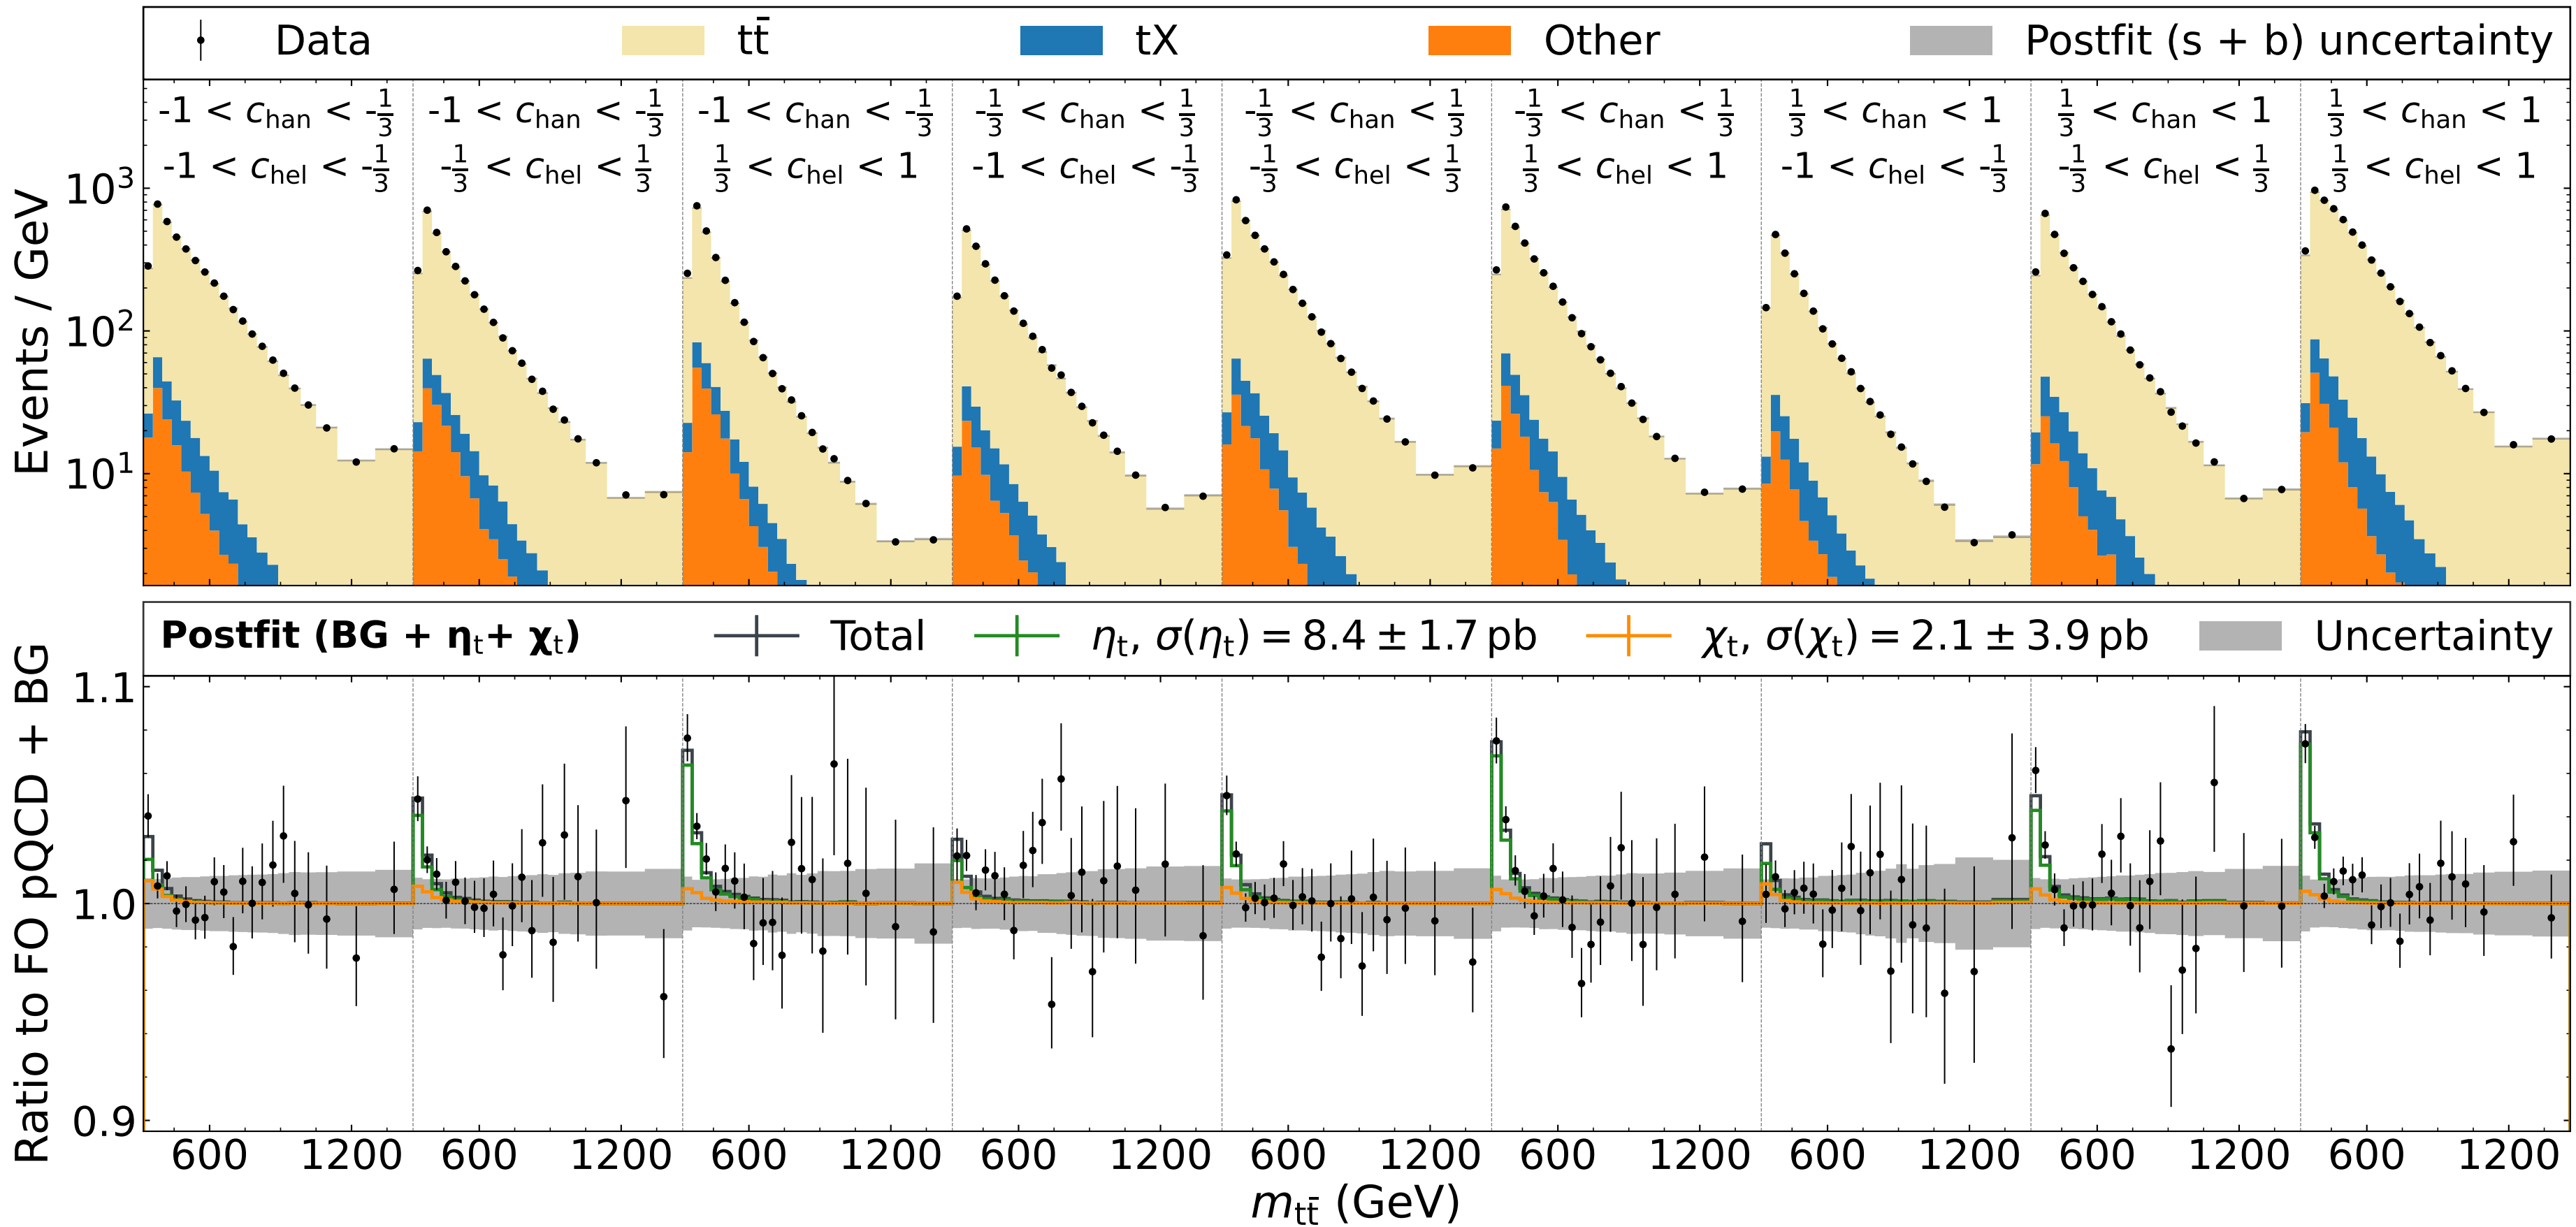 Data tt̄ tX Other Postfit (s + b) uncertainty
-1 < c_han < -1/3 -1 < c_han < -1/3 -1 < c_han < -1/3 -1/3 < c_han < 1/3 -1/3 < c_han < 1/3 -1/3 < c_han < 1/3 1/3 < c_han < 1 1/3 < c_han < 1 1/3 < c_han < 1
-1 < c_hel < -1/3 -1/3 < c_hel < 1/3 1/3 < c_hel < 1 -1 < c_hel < -1/3 -1/3 < c_hel < 1/3 1/3 < c_hel < 1 -1 < c_hel < -1/3 -1/3 < c_hel < 1/3 1/3 < c_hel < 1
Events / GeV
10³
10²
10¹
Postfit (BG + η_t + χ_t) Total η_t, σ(η_t) = 8.4 ± 1.7 pb χ_t, σ(χ_t) = 2.1 ± 3.9 pb Uncertainty
Ratio to FO pQCD + BG
1.1
1.0
0.9
600 1200 600 1200 600 1200 600 1200 600 1200 600 1200 600 1200 600 1200 600 1200
m_tt̄ (GeV)